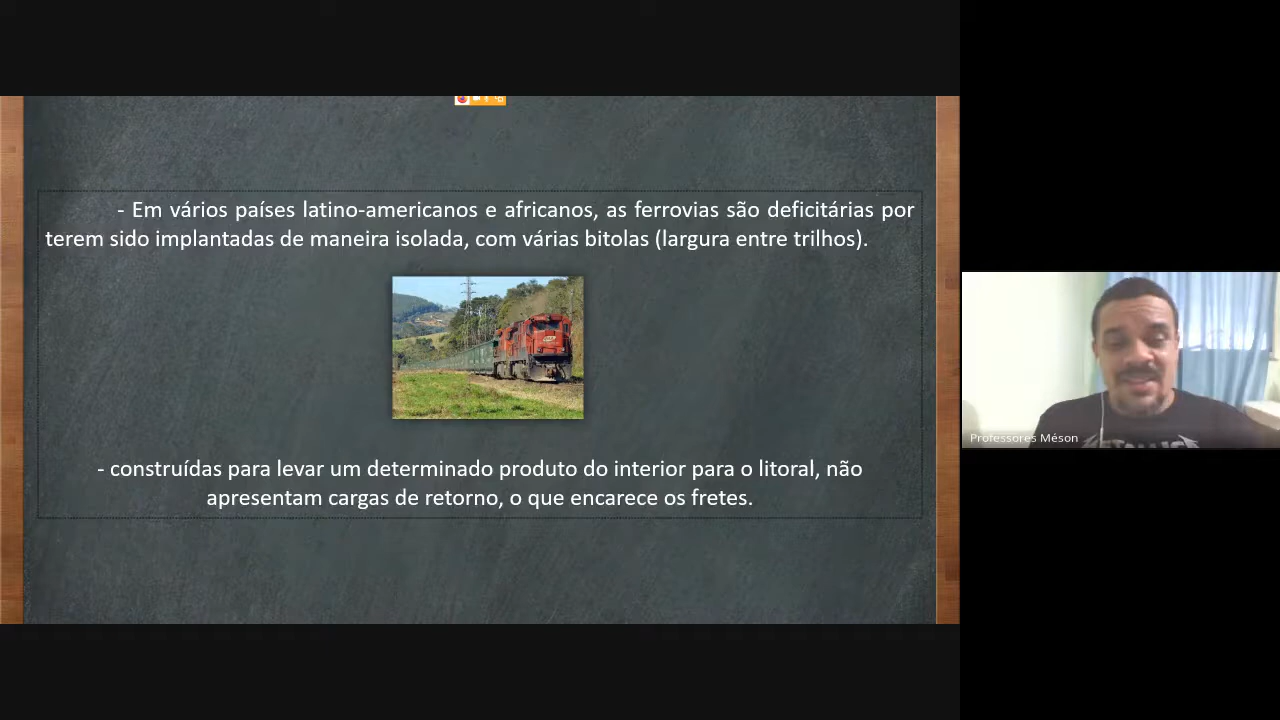 - Em vários países latino-americanos e africanos, as ferrovias são deficitárias por
terem sido implantadas de maneira isolada, com várias bitolas (largura entre trilhos).
- construídas para levar um determinado produto do interior para o litoral, não
apresentam cargas de retorno, o que encarece os fretes.
Professores Méson